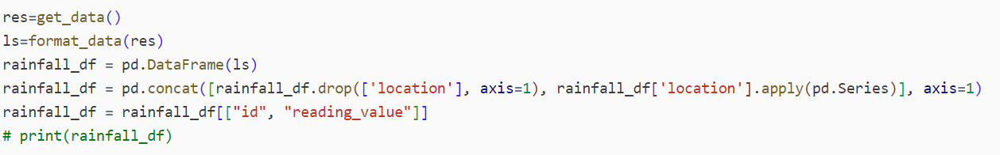 res=get_data()
ls=format_data(res)
rainfall_df = pd.DataFrame(ls)
rainfall_df = pd.concat([rainfall_df.drop(['location'], axis=1), rainfall_df['location'].apply(pd.Series)], axis=1)
rainfall_df = rainfall_df[["id", "reading_value"]]
# print(rainfall_df)